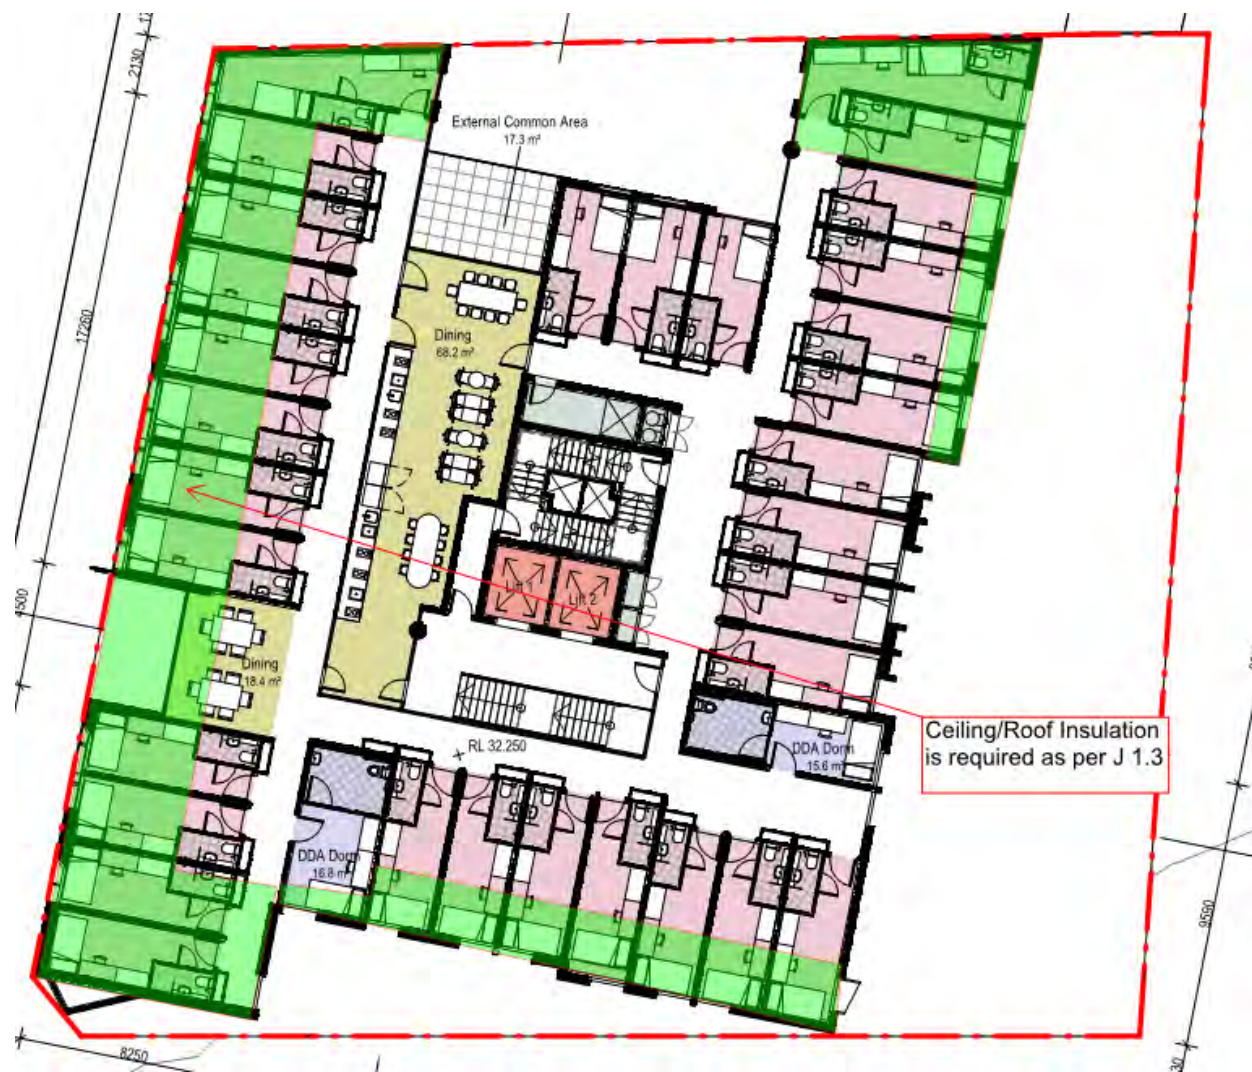 2130
External Common Area
17.3 m²
17260
Dining
68.2 m²
Lift 1
Lift 2
4500
Dining
18.4 m²
RL 32.250
DDA Dorm
15.6 m²
Ceiling/Roof Insulation
is required as per J 1.3
DDA Dorm
16.8 m²
9590
8250
30